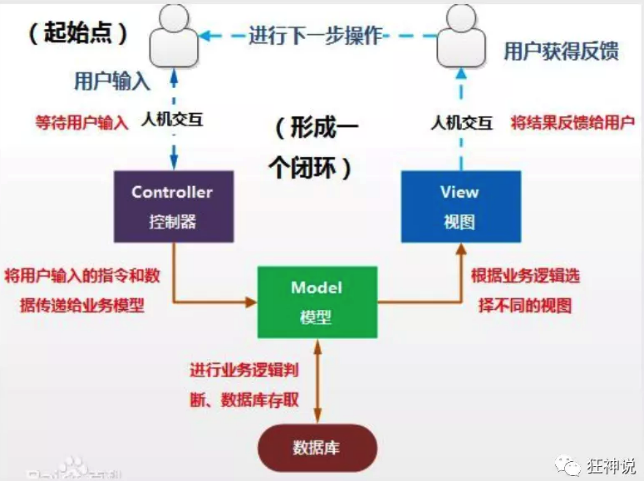 （起始点）
进行下一步操作
用户输入
用户获得反馈
等待用户输入
人机交互
（形成一
个闭环）
人机交互
将结果反馈给用户
Controller
控制器
View
视图
将用户输入的指令和数
据传递给业务模型
Model
模型
根据业务逻辑选
择不同的视图
进行业务逻辑判
断、数据库存取
数据库
狂神说